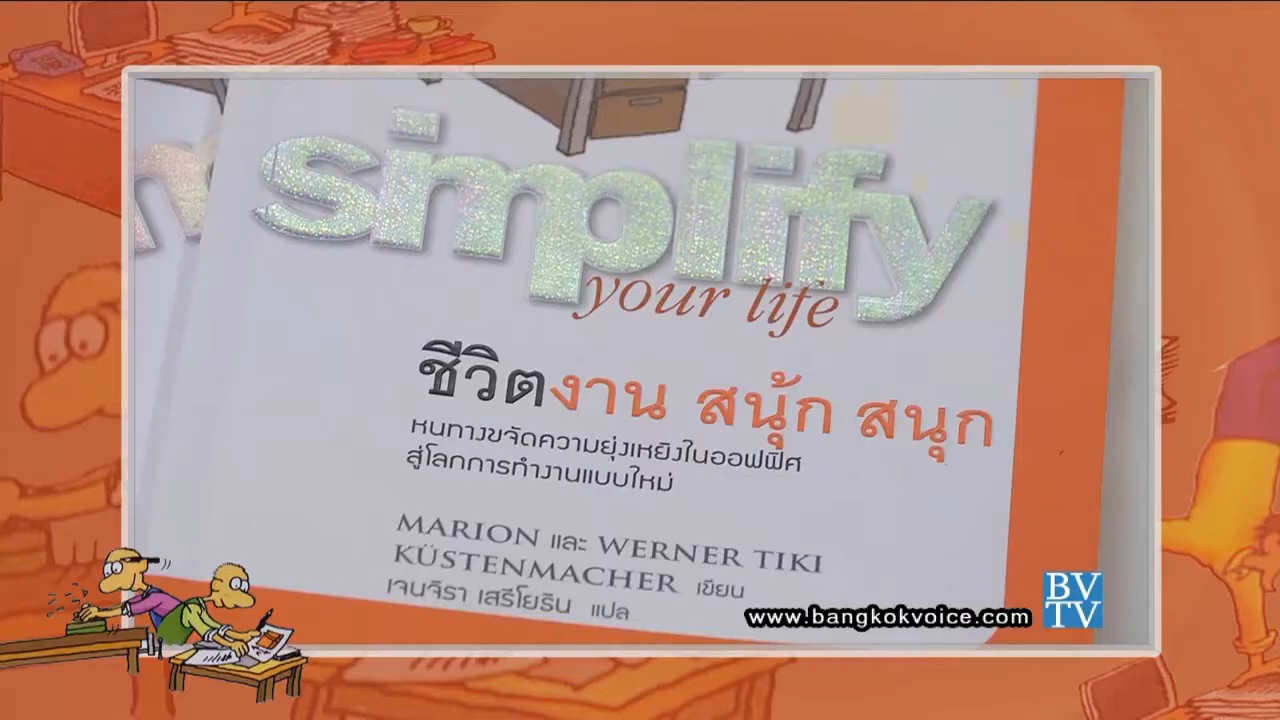 simplify
your life
ชีวิตงาน สนุ้ก สนุก
หนทางขจัดความยุ่งเหยิงในออฟฟิศ
สู่โลกการทำงานแบบใหม่
MARION และ WERNER TIKI
KÜSTENMACHER เขียน
เจนจิรา เสรีโยธิน แปล
www.bangkokvoice.com
BV
TV